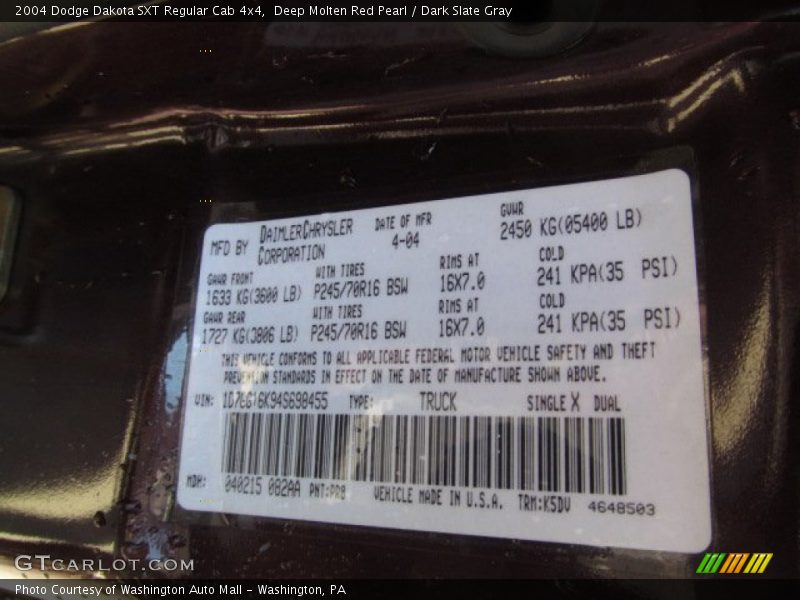 2004 Dodge Dakota SXT Regular Cab 4x4, Deep Molten Red Pearl / Dark Slate Gray
MFD BY DAIMLERCHRYSLER CORPORATION DATE OF MFR 4-04 GVWR 2450 KG(05400 LB)
GAWR FRONT WITH TIRES RIMS AT COLD
1633 KG(3600 LB) P245/70R16 BSW 16X7.0 241 KPA(35 PSI)
GAWR REAR WITH TIRES RIMS AT COLD
1727 KG(3806 LB) P245/70R16 BSW 16X7.0 241 KPA(35 PSI)
THIS VEHICLE CONFORMS TO ALL APPLICABLE FEDERAL MOTOR VEHICLE SAFETY AND THEFT
PREVENTION STANDARDS IN EFFECT ON THE DATE OF MANUFACTURE SHOWN ABOVE.
VIN: 1D7GG16K94S698455 TYPE: TRUCK SINGLE X DUAL
MDH: 040215 082AA PNT:PR8 VEHICLE MADE IN U.S.A. TRM:K5DV 4648503
GTCARLOT.COM
Photo Courtesy of Washington Auto Mall - Washington, PA